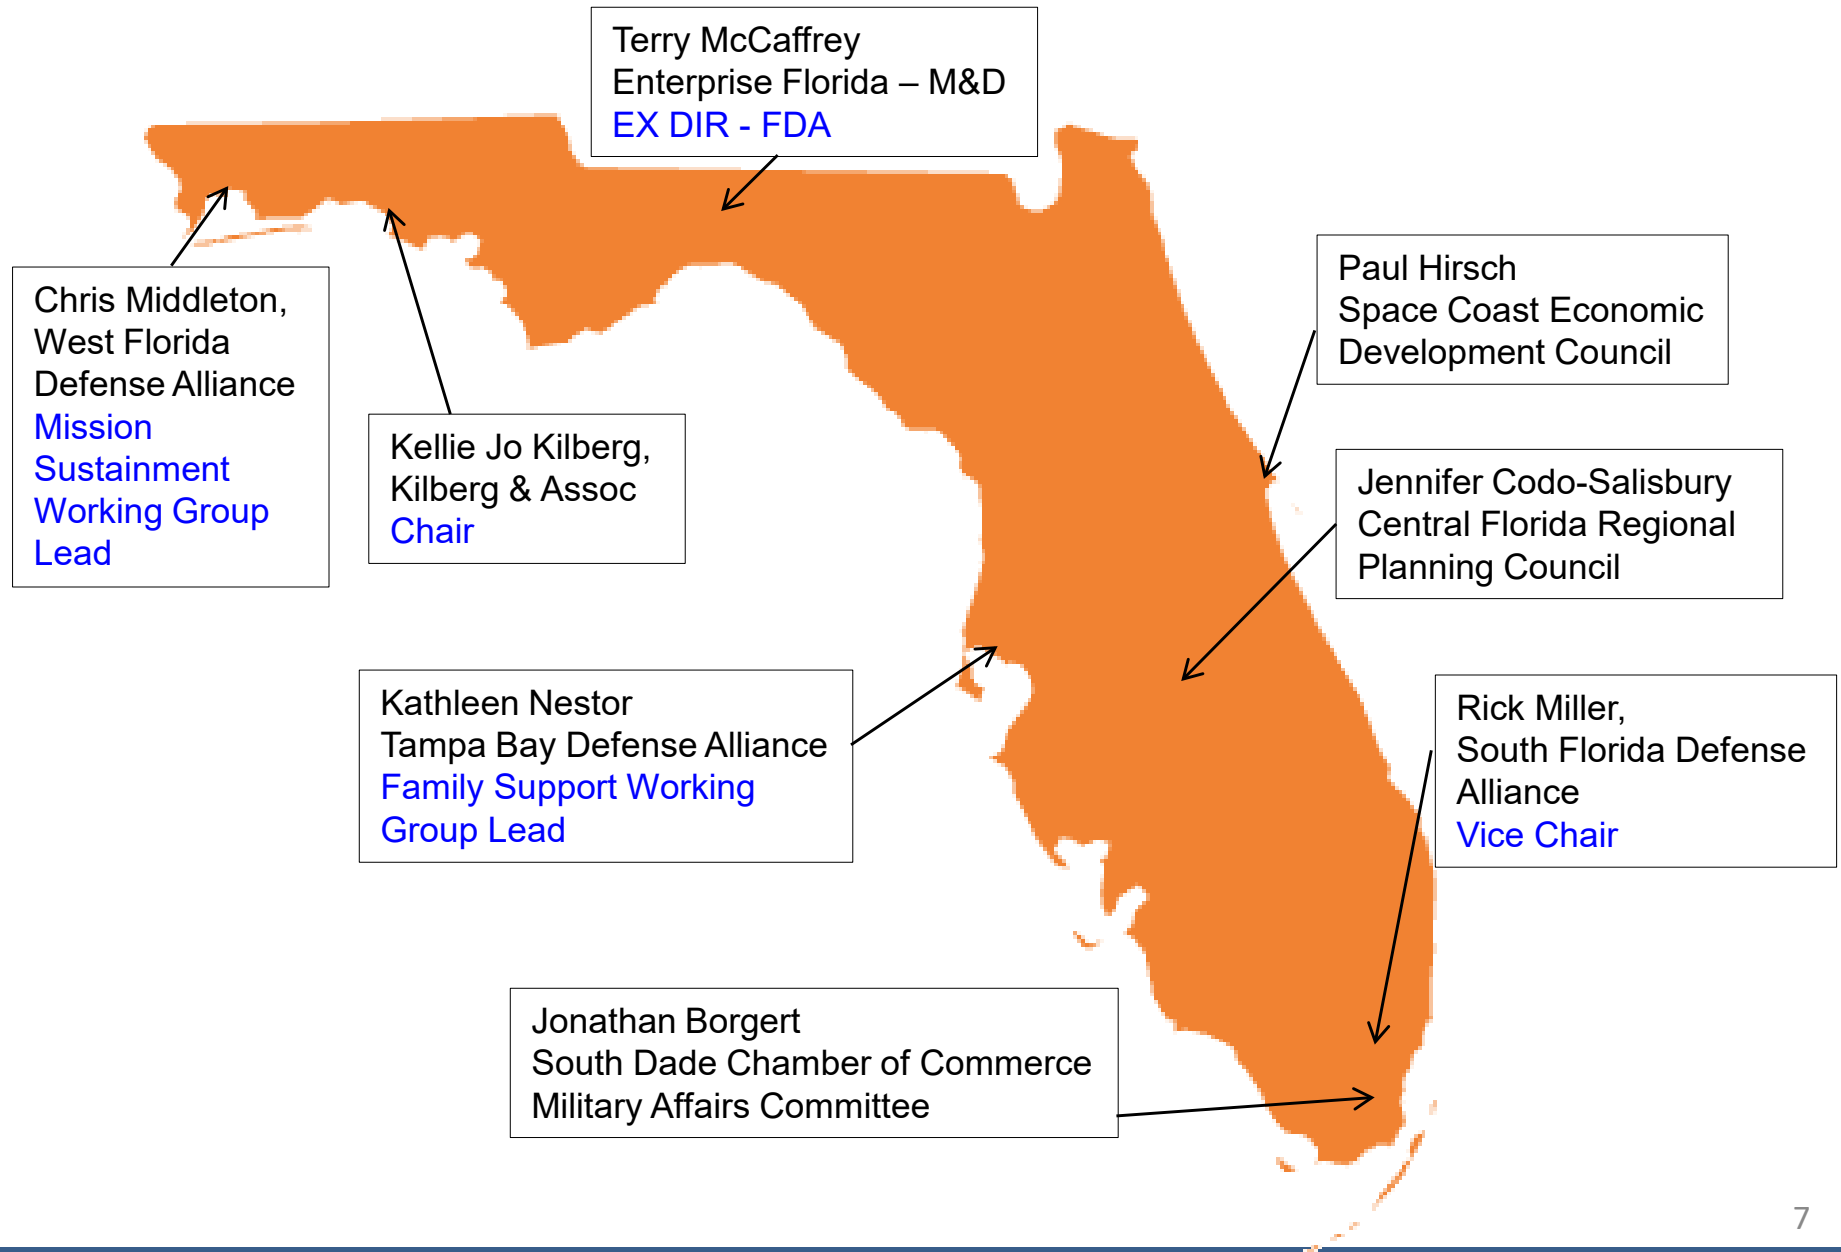 Terry McCaffrey
Enterprise Florida – M&D
EX DIR - FDA
Chris Middleton,
West Florida
Defense Alliance
Mission
Sustainment
Working Group
Lead
Kellie Jo Kilberg,
Kilberg & Assoc
Chair
Paul Hirsch
Space Coast Economic
Development Council
Jennifer Codo-Salisbury
Central Florida Regional
Planning Council
Kathleen Nestor
Tampa Bay Defense Alliance
Family Support Working
Group Lead
Rick Miller,
South Florida Defense
Alliance
Vice Chair
Jonathan Borgert
South Dade Chamber of Commerce
Military Affairs Committee
7